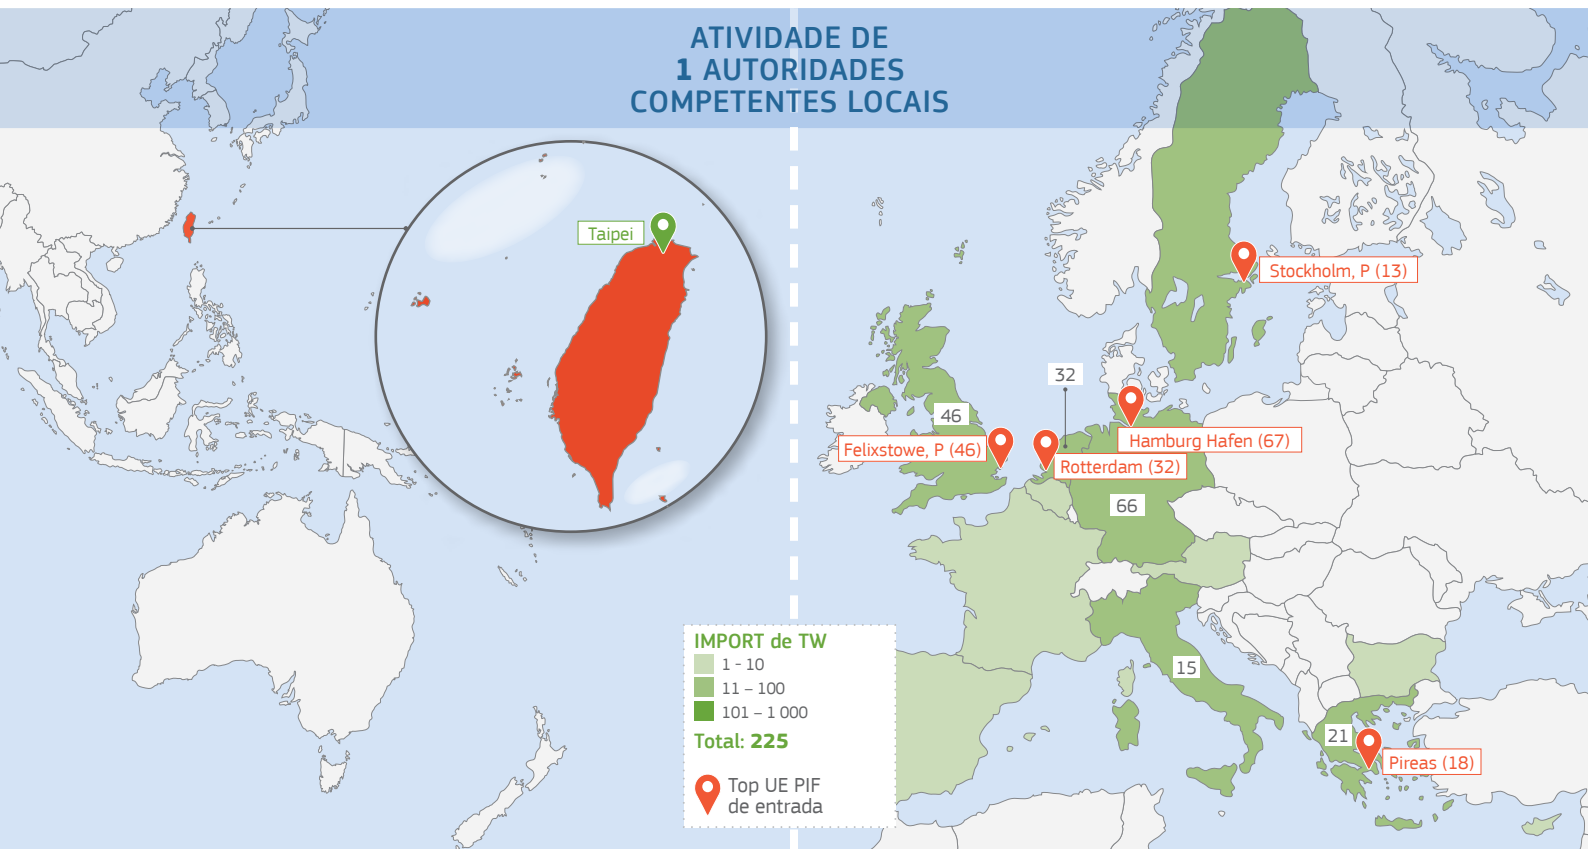 ATIVIDADE DE
1 AUTORIDADES
COMPETENTES LOCAIS
Taipei
Stockholm, P (13)
32
46
Hamburg Hafen (67)
Felixstowe, P (46)
Rotterdam (32)
66
15
21
Pireas (18)
IMPORT de TW
1 - 10
11 – 100
101 – 1 000
Total: 225
Top UE PIF
de entrada